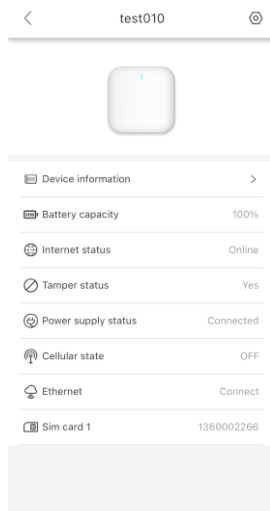 test010
Device information
Battery capacity 100%
Internet status Online
Tamper status Yes
Power supply status Connected
Cellular state OFF
Ethernet Connect
Sim card 1 1360002266